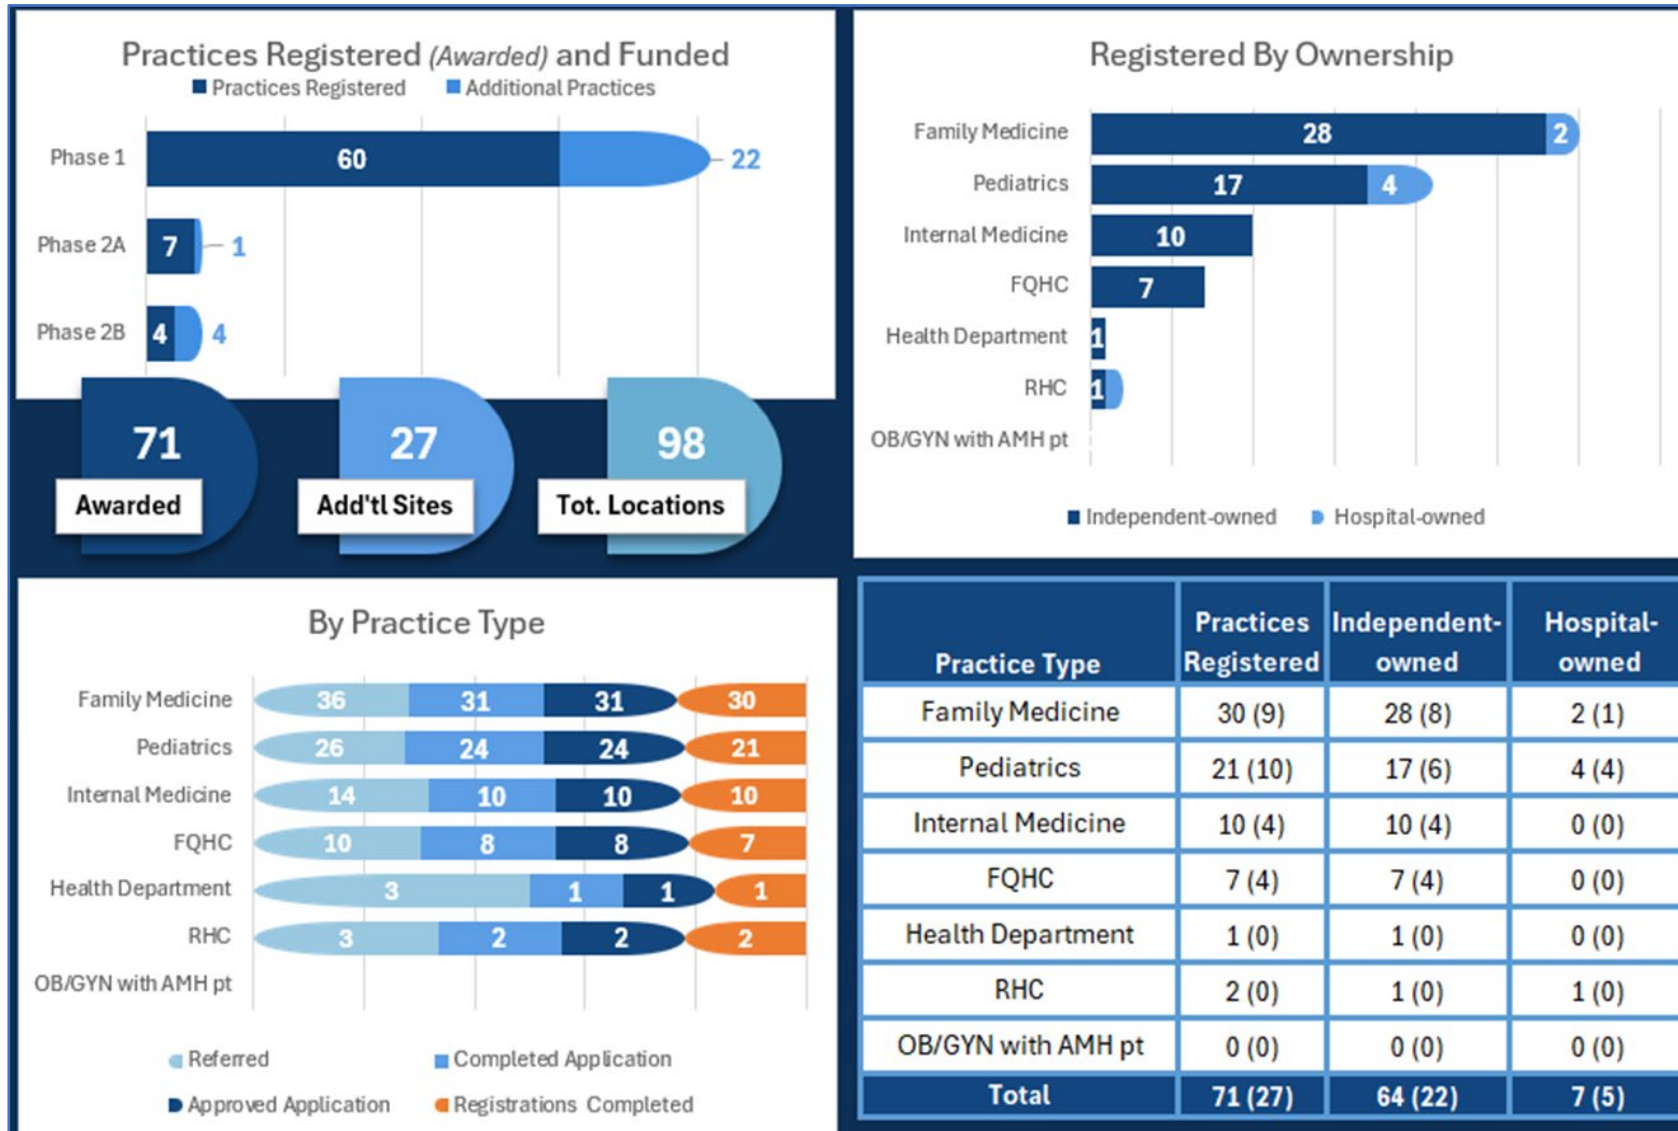 Practices Registered (Awarded) and Funded
Practices Registered Additional Practices
Phase 1 60 22
Phase 2A 7 1
Phase 2B 4 4
71 27 98
Awarded Add'tl Sites Tot. Locations
Registered By Ownership
Family Medicine 28 2
Pediatrics 17 4
Internal Medicine 10
FQHC 7
Health Department 1
RHC 1
OB/GYN with AMH pt
Independent-owned Hospital-owned
By Practice Type
Family Medicine 36 31 31 30
Pediatrics 26 24 24 21
Internal Medicine 14 10 10 10
FQHC 10 8 8 7
Health Department 3 1 1 1
RHC 3 2 2 2
OB/GYN with AMH pt
Referred Completed Application
Approved Application Registrations Completed
Practices Independent- Hospital-
Practice Type Registered owned owned
Family Medicine 30 (9) 28 (8) 2 (1)
Pediatrics 21 (10) 17 (6) 4 (4)
Internal Medicine 10 (4) 10 (4) 0 (0)
FQHC 7 (4) 7 (4) 0 (0)
Health Department 1 (0) 1 (0) 0 (0)
RHC 2 (0) 1 (0) 1 (0)
OB/GYN with AMH pt 0 (0) 0 (0) 0 (0)
Total 71 (27) 64 (22) 7 (5)